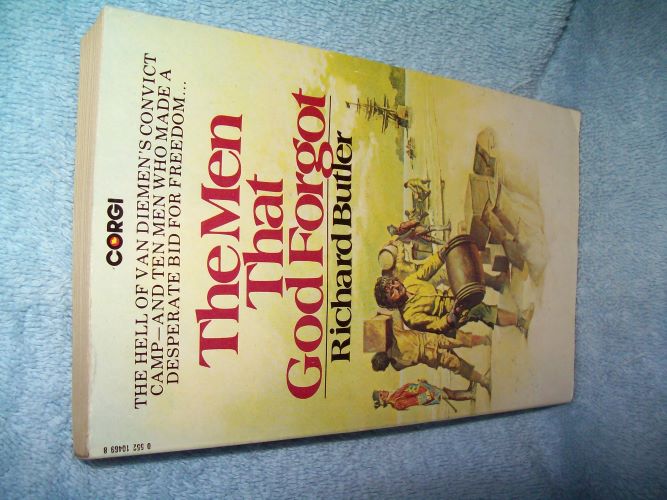 CORGI
THE HELL OF VAN DIEMEN'S CONVICT
CAMP—AND TEN MEN WHO MADE A
DESPERATE BID FOR FREEDOM...
The Men
That
God Forgot
Richard Butler
0 552 10469 8